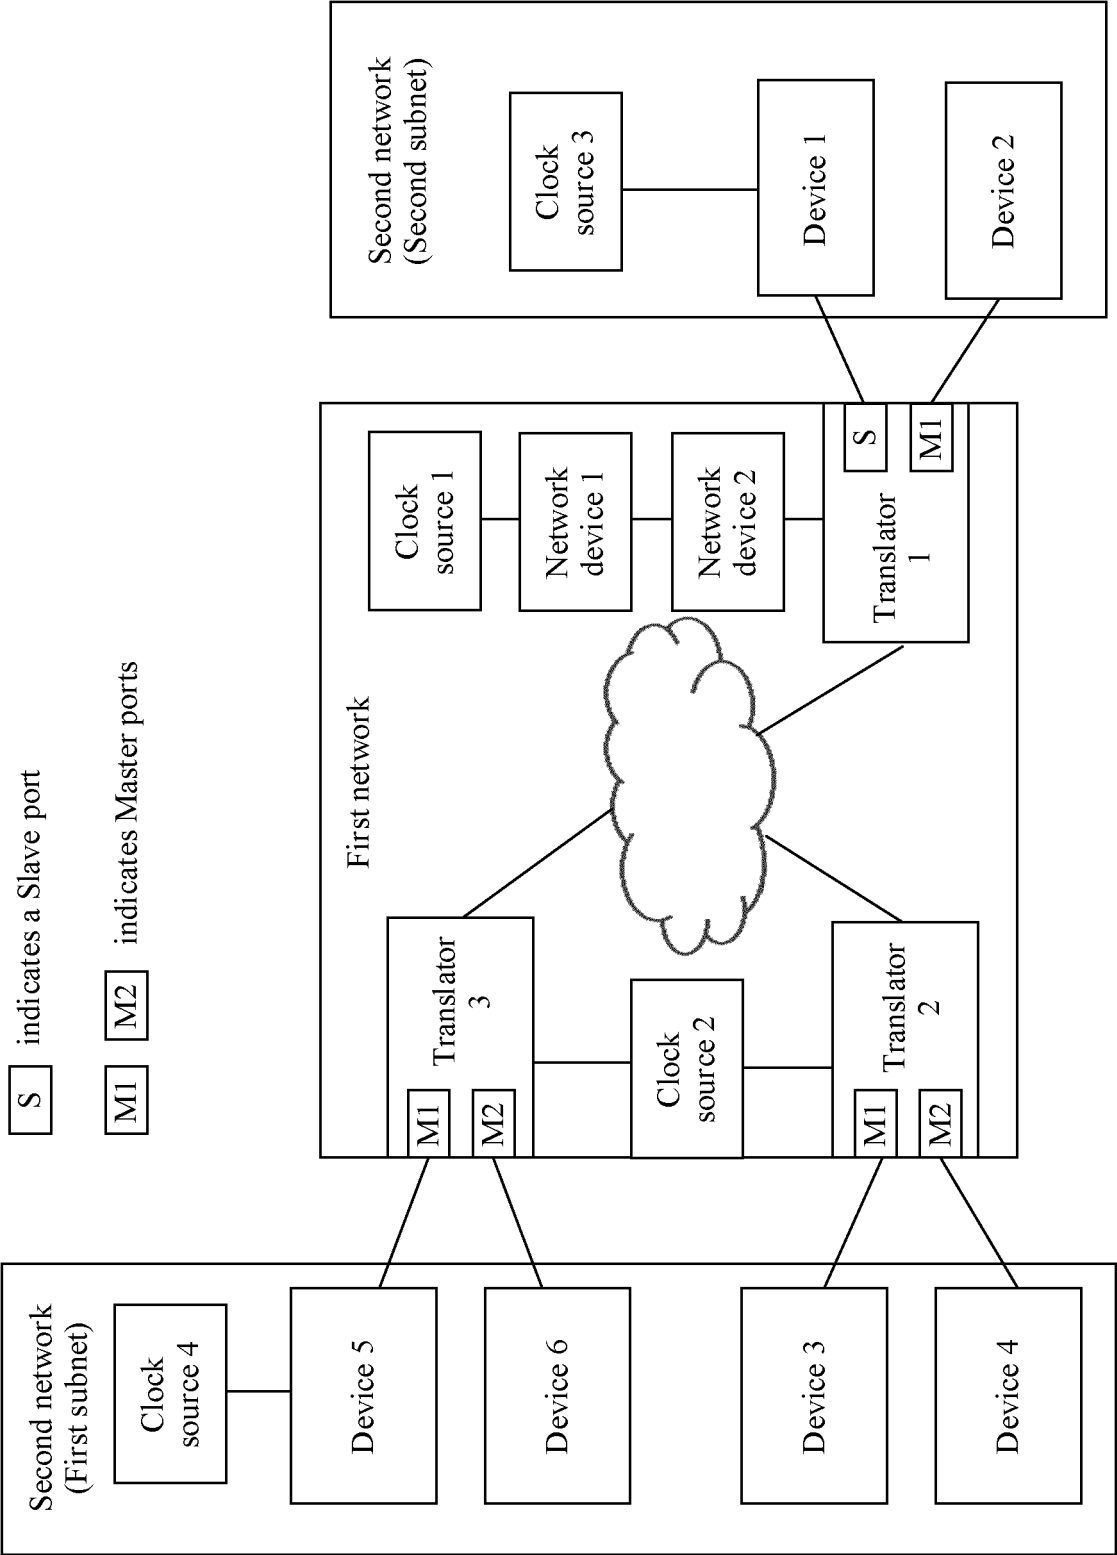 S indicates a Slave port
M1 M2 indicates Master ports
Second network
(First subnet)
Clock
source 4
Device 5
Device 6
Device 3
Device 4
First network
M1
M2
Translator
3
Clock
source 2
M1
M2
Translator
2
Clock
source 1
Network
device 1
Network
device 2
Translator
1
S
M1
Second network
(Second subnet)
Clock
source 3
Device 1
Device 2